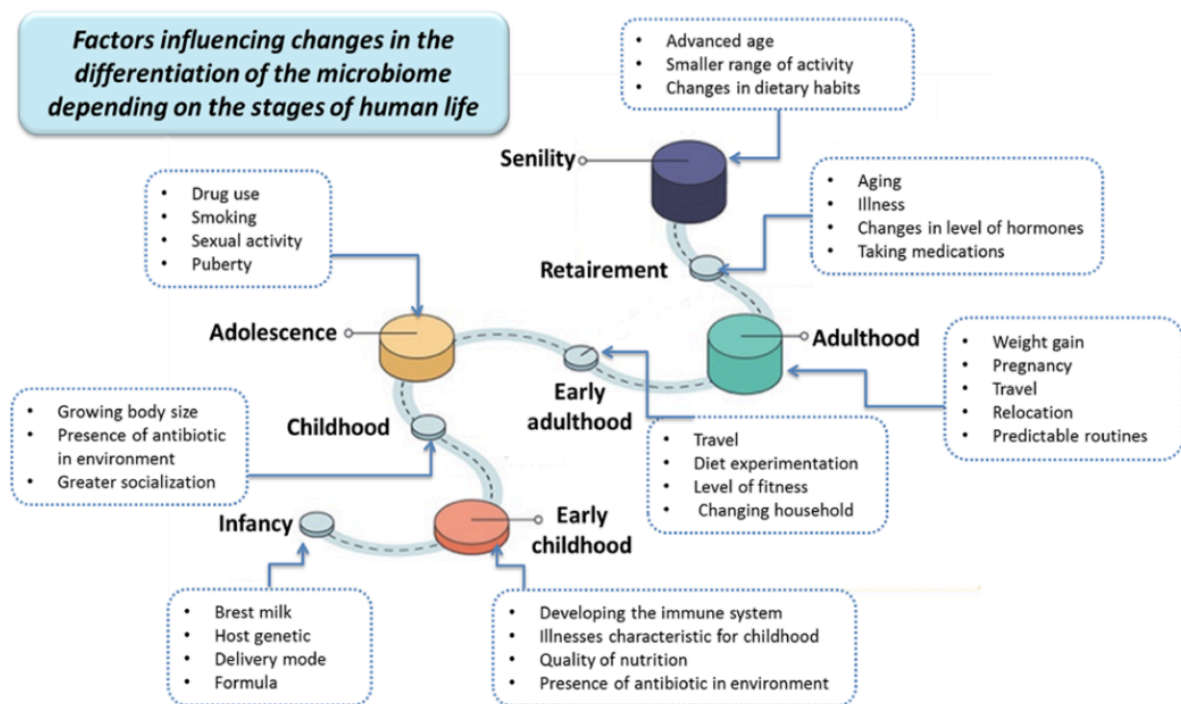 Factors influencing changes in the
differentiation of the microbiome
depending on the stages of human life
• Advanced age
• Smaller range of activity
• Changes in dietary habits
Senility
• Aging
• Illness
• Changes in level of hormones
• Taking medications
Retairement
• Drug use
• Smoking
• Sexual activity
• Puberty
Adolescence
Adulthood
• Weight gain
• Pregnancy
• Travel
• Relocation
• Predictable routines
Early
adulthood
• Travel
• Diet experimentation
• Level of fitness
• Changing household
• Growing body size
• Presence of antibiotic
in environment
• Greater socialization
Childhood
Infancy
Early
childhood
• Brest milk
• Host genetic
• Delivery mode
• Formula
• Developing the immune system
• Illnesses characteristic for childhood
• Quality of nutrition
• Presence of antibiotic in environment